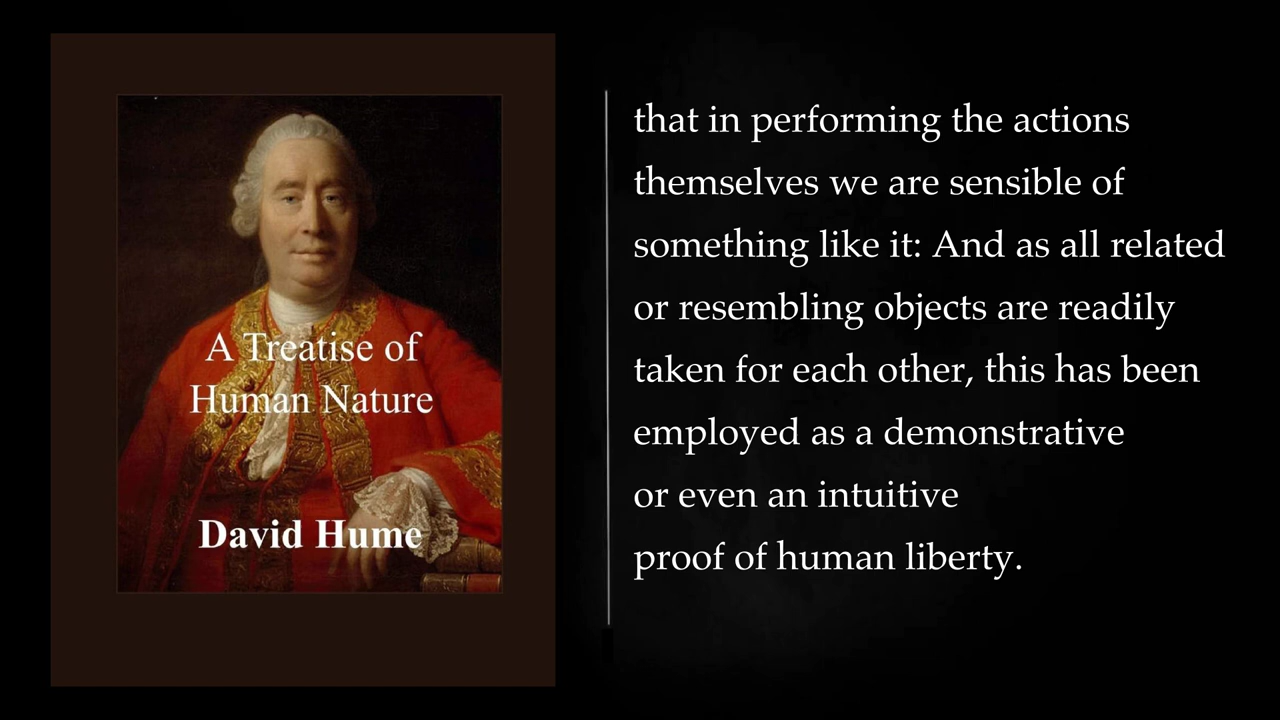 A Treatise of
Human Nature
David Hume
that in performing the actions
themselves we are sensible of
something like it: And as all related
or resembling objects are readily
taken for each other, this has been
employed as a demonstrative
or even an intuitive
proof of human liberty.